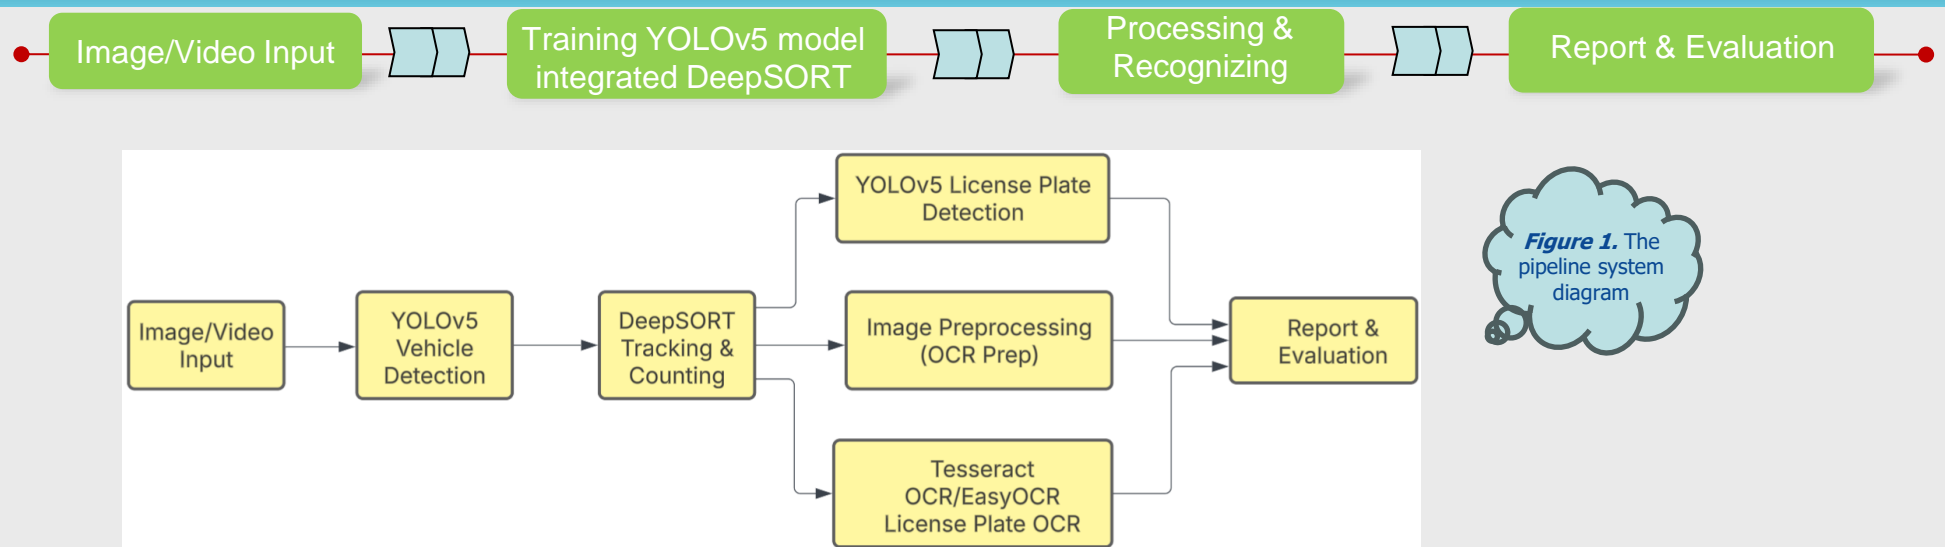 Image/Video Input
Training YOLOv5 model
integrated DeepSORT
Processing &
Recognizing
Report & Evaluation
YOLOv5 License Plate
Detection
Image/Video
Input
YOLOv5
Vehicle
Detection
DeepSORT
Tracking &
Counting
Image Preprocessing
(OCR Prep)
Report &
Evaluation
Tesseract
OCR/EasyOCR
License Plate OCR
Figure 1. The
pipeline system
diagram